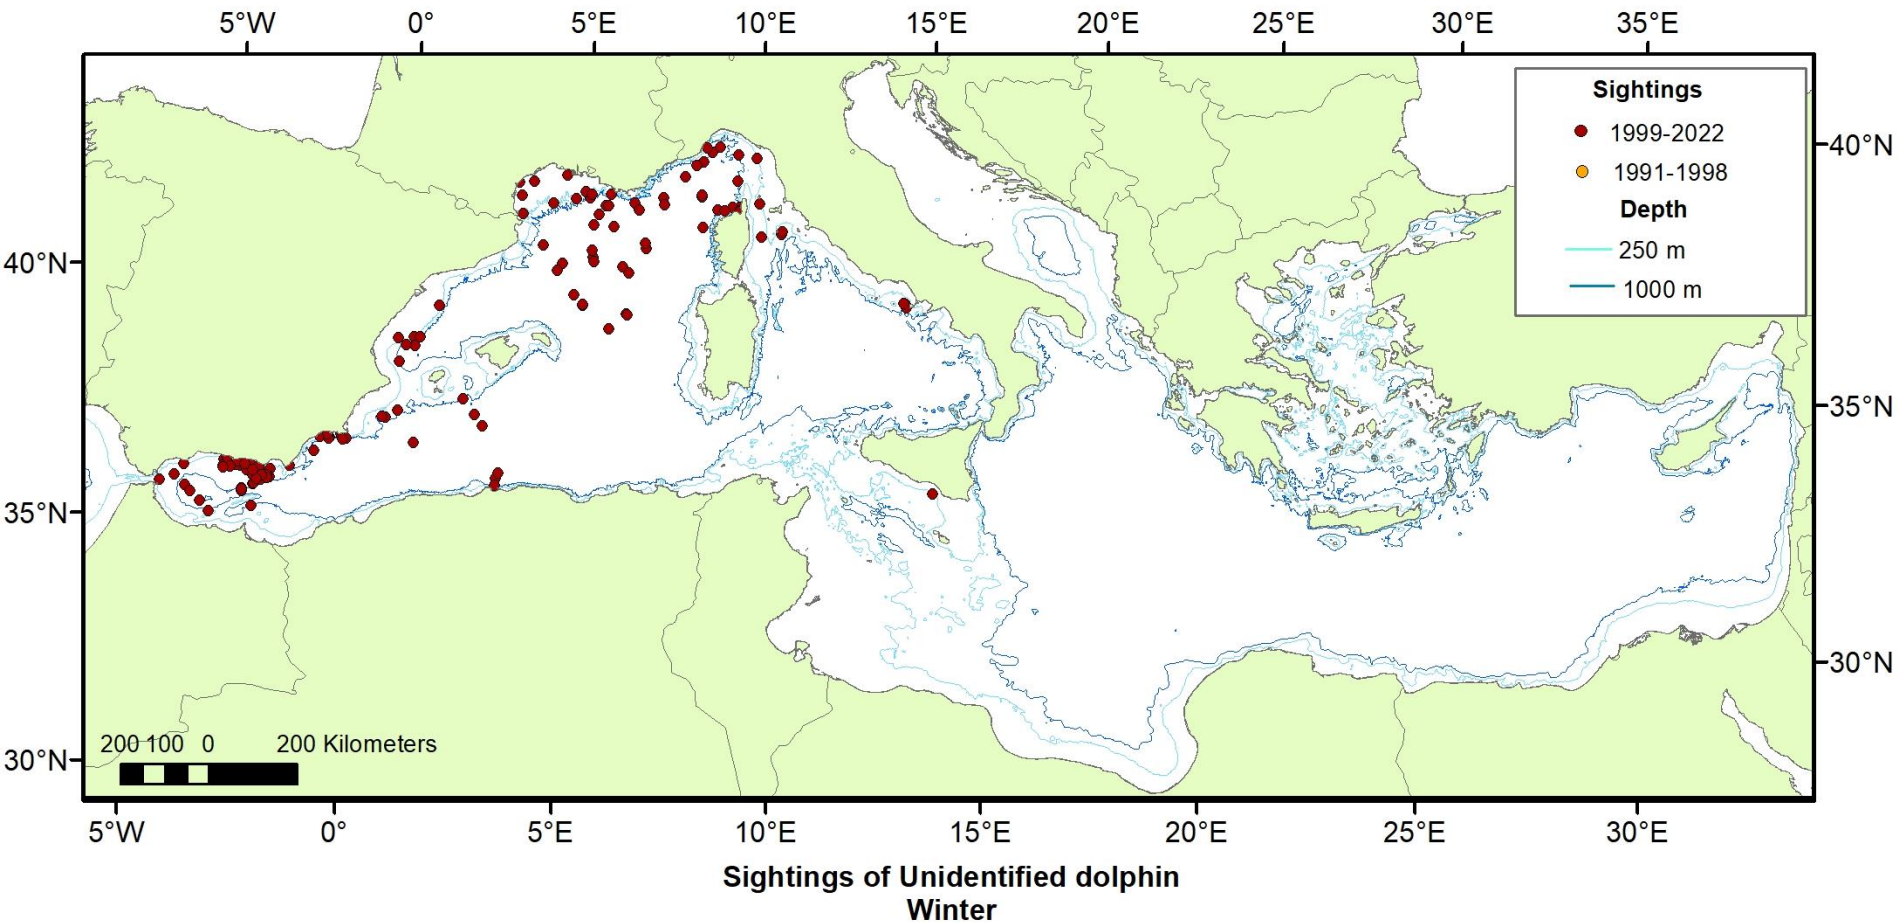 5°W 0° 5°E 10°E 15°E 20°E 25°E 30°E 35°E
Sightings
1999-2022
1991-1998
Depth
250 m
1000 m
40°N
40°N
35°N
35°N
30°N
30°N
200 100 0 200 Kilometers
5°W 0° 5°E 10°E 15°E 20°E 25°E 30°E
Sightings of Unidentified dolphin
Winter